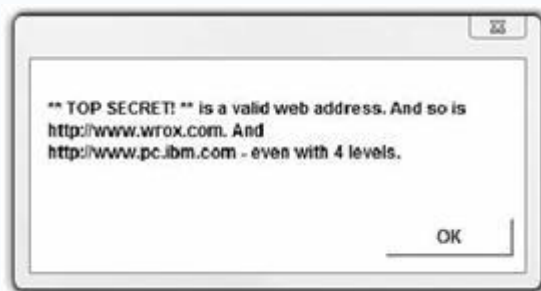 ** TOP SECRET! ** is a valid web address. And so is
http://www.wrox.com. And
http://www.pc.ibm.com - even with 4 levels.
OK